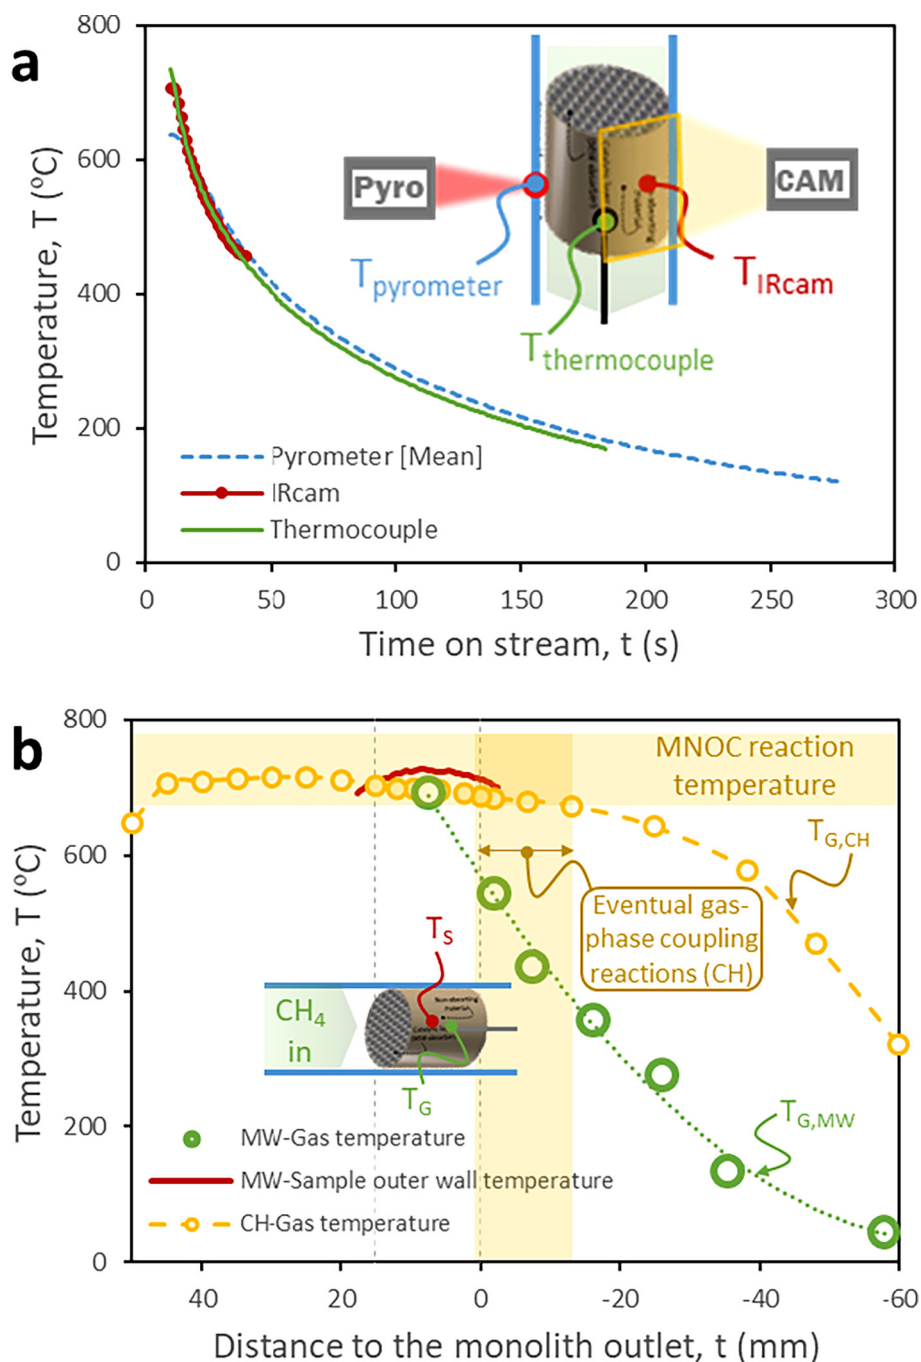 a
800
600
400
200
0
Temperature, T (°C)
Pyro
CAM
Tpyrometer
TIRcam
Tthermocouple
Pyrometer [Mean]
IRcam
Thermocouple
0 50 100 150 200 250 300
Time on stream, t (s)
b
800
600
400
200
0
Temperature, T (°C)
MNOC reaction
temperature
TG,CH
Eventual gas-
phase coupling
reactions (CH)
TS
CH4
in
TG
TG,MW
MW-Gas temperature
MW-Sample outer wall temperature
CH-Gas temperature
40 20 0 -20 -40 -60
Distance to the monolith outlet, t (mm)